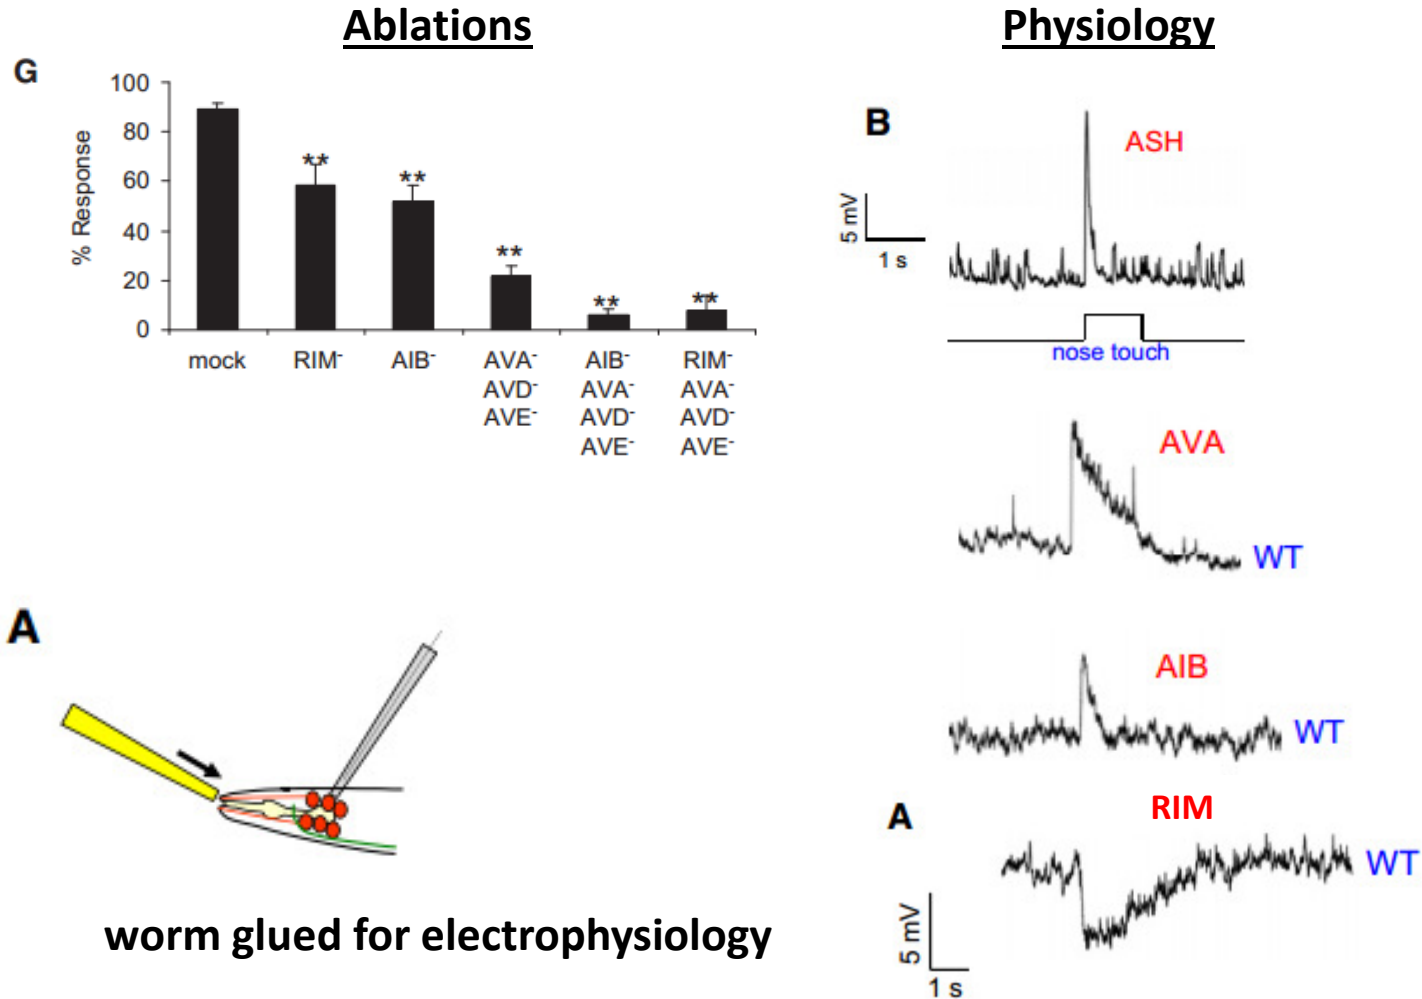 Ablations
G
% Response
100
80
60
40
20
0
**
**
**
**
**
mock
RIM-
AIB-
AVA-
AVD-
AVE-
AIB-
AVA-
AVD-
AVE-
RIM-
AVA-
AVD-
AVE-
A
worm glued for electrophysiology
Physiology
B
ASH
5 mV
1 s
nose touch
AVA
WT
AIB
WT
A
RIM
WT
5 mV
1 s